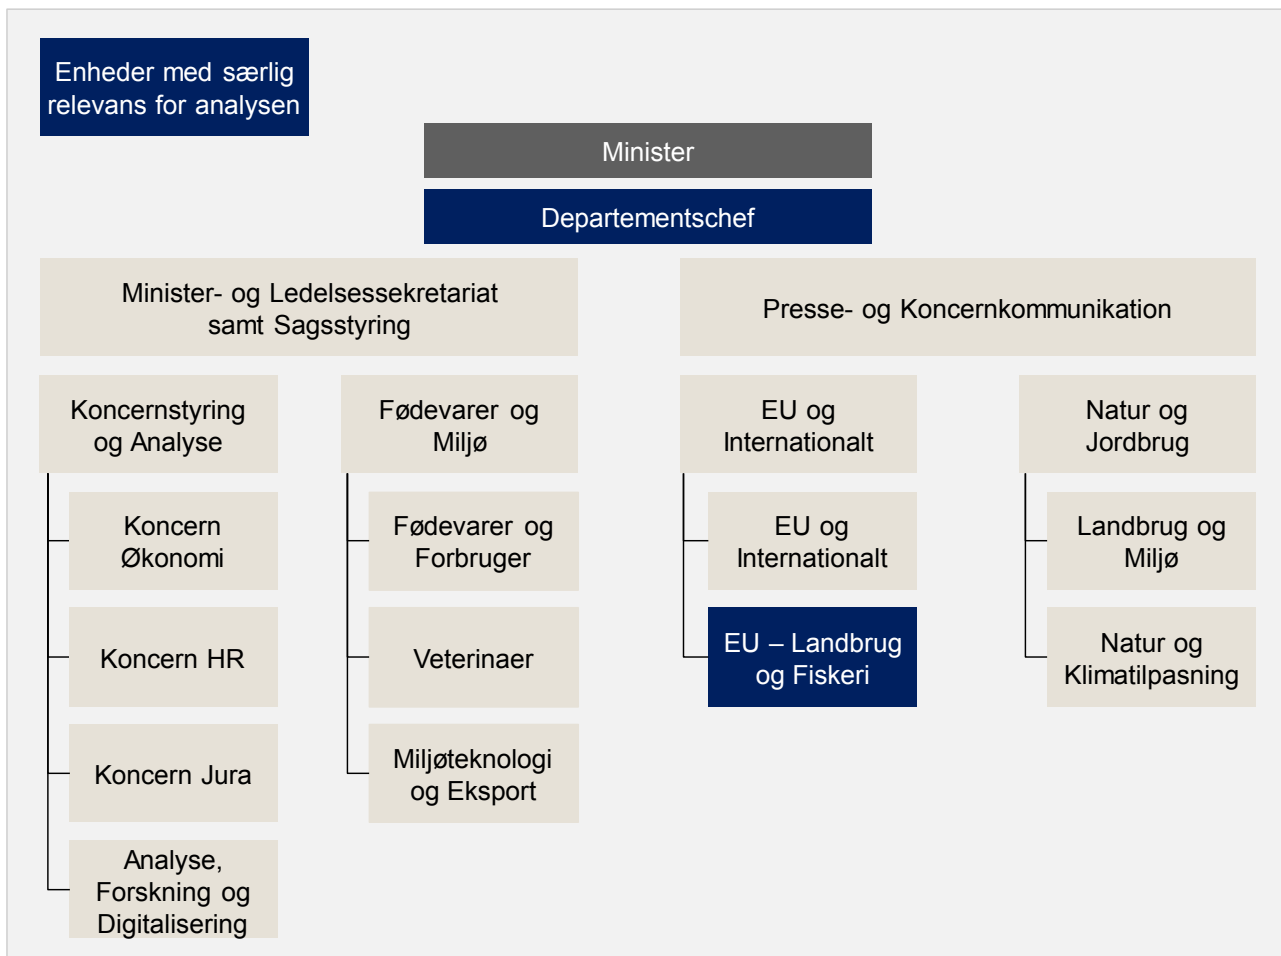 Enheder med særlig
relevans for analysen
Minister
Departementschef
Minister- og Ledelsessekretariat
samt Sagsstyring
Presse- og Koncernkommunikation
Koncernstyring
og Analyse
Koncern
Økonomi
Koncern HR
Koncern Jura
Analyse,
Forskning og
Digitalisering
Fødevarer og
Miljø
Fødevarer og
Forbruger
Veterinaer
Miljøteknologi
og Eksport
EU og
Internationalt
EU og
Internationalt
EU – Landbrug
og Fiskeri
Natur og
Jordbrug
Landbrug og
Miljø
Natur og
Klimatilpasning